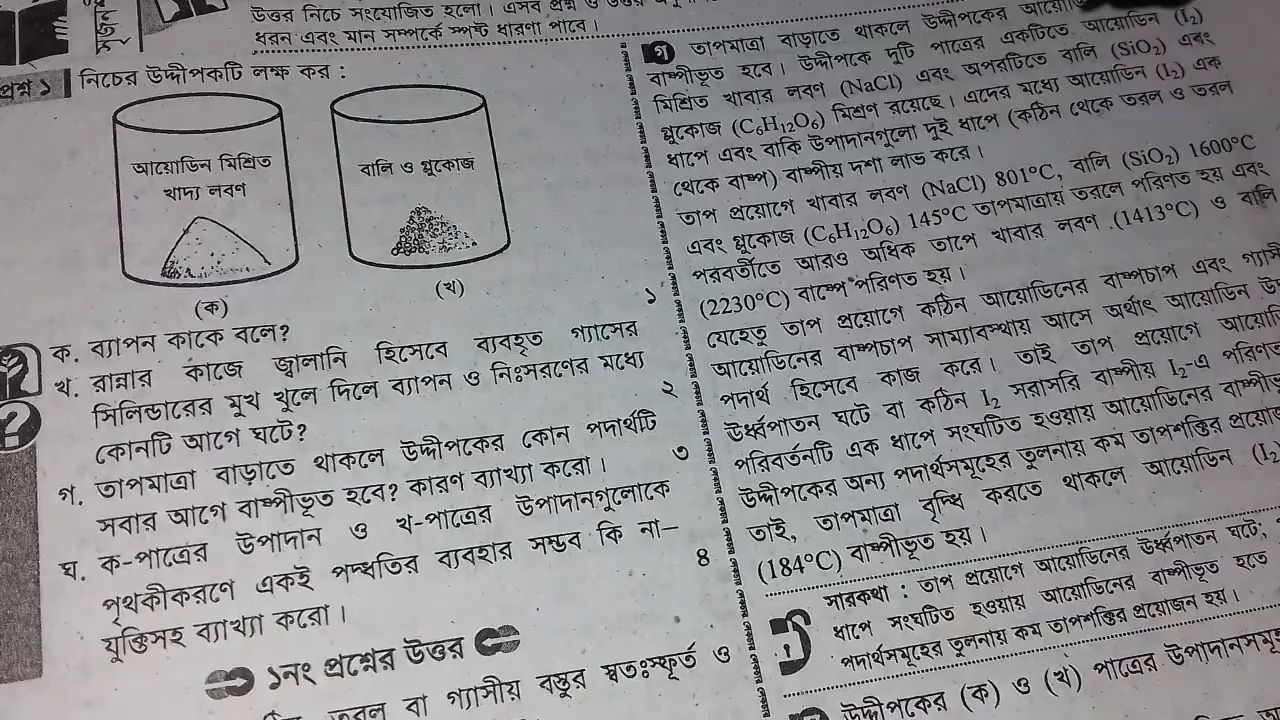 উত্তর নিচে সংযোজিত হলো। এসব প্রশ্ন ও উত্তর
ধরন এবং মান সম্পর্কে স্পষ্ট ধারণা পাবে।
প্রশ্ন ১ নিচের উদ্দীপকটি লক্ষ কর :
আয়োডিন মিশ্রিত
খাদ্য লবণ
(ক)
বালি ও গ্লুকোজ
(খ)
ক. ব্যাপন কাকে বলে? ১
খ. রান্নার কাজে জ্বালানি হিসেবে ব্যবহৃত গ্যাসের
সিলিন্ডারের মুখ খুলে দিলে ব্যাপন ও নিঃসরণের মধ্যে
কোনটি আগে ঘটে? ২
গ. তাপমাত্রা বাড়াতে থাকলে উদ্দীপকের কোন পদার্থটি
সবার আগে বাষ্পীভূত হবে? কারণ ব্যাখ্যা করো। ৩
ঘ. ক-পাত্রের উপাদান ও খ-পাত্রের উপাদানগুলোকে
পৃথকীকরণে একই পদ্ধতির ব্যবহার সম্ভব কি না—
যুক্তিসহ ব্যাখ্যা করো। ৪
১নং প্রশ্নের উত্তর
তরল বা গ্যাসীয় বস্তুর স্বতঃস্ফূর্ত ও
গ তাপমাত্রা বাড়াতে থাকলে উদ্দীপকের
বাষ্পীভূত হবে। উদ্দীপকে দুটি পাত্রের একটিতে আয়োডিন (I₂)
মিশ্রিত খাবার লবণ (NaCl) এবং অপরটিতে বালি (SiO₂) এবং
গ্লুকোজ (C₆H₁₂O₆) মিশ্রণ রয়েছে। এদের মধ্যে আয়োডিন (I₂) এক
ধাপে এবং বাকি উপাদানগুলো দুই ধাপে (কঠিন থেকে তরল ও তরল
থেকে বাষ্প) বাষ্পীয় দশা লাভ করে।
তাপ প্রয়োগে খাবার লবণ (NaCl) 801°C, বালি (SiO₂) 1600°C
এবং গ্লুকোজ (C₆H₁₂O₆) 145°C তাপমাত্রায় তরলে পরিণত হয় এবং
পরবর্তীতে আরও অধিক তাপে খাবার লবণ (1413°C) ও বালি
(2230°C) বাষ্পে পরিণত হয়।
যেহেতু তাপ প্রয়োগে কঠিন আয়োডিনের বাষ্পচাপ এবং
আয়োডিনের বাষ্পচাপ সাম্যাবস্থায় আসে অর্থাৎ আয়োডিন
পদার্থ হিসেবে কাজ করে। তাই তাপ প্রয়োগে
ঊর্ধ্বপাতন ঘটে বা কঠিন I₂ সরাসরি বাষ্পীয় I₂-এ পরিণত
পরিবর্তনটি এক ধাপে সংঘটিত হওয়ায় আয়োডিনের
উদ্দীপকের অন্য পদার্থসমূহের তুলনায় কম তাপশক্তির
তাই, তাপমাত্রা বৃদ্ধি করতে থাকলে আয়োডিন (I₂)
(184°C) বাষ্পীভূত হয়।
সারকথা : তাপ প্রয়োগে আয়োডিনের ঊর্ধ্বপাতন ঘটে,
ধাপে সংঘটিত হওয়ায় আয়োডিনের বাষ্পীভূত হতে
পদার্থসমূহের তুলনায় কম তাপশক্তির প্রয়োজন হয়।
উদ্দীপকের (ক) ও (খ) পাত্রের